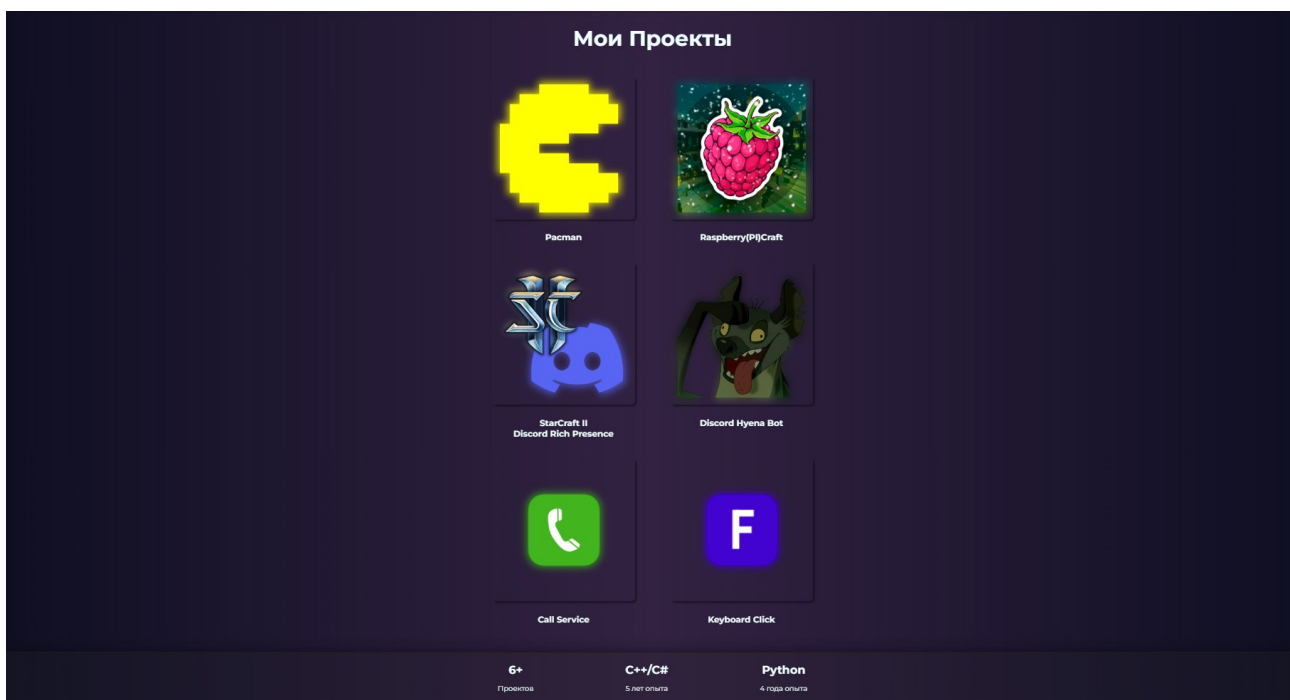 Мои Проекты
Pacman
Raspberry(PI)Craft
SC
StarCraft II
Discord Rich Presence
Discord Hyena Bot
F
Call Service
Keyboard Click
6+
C++/C#
Python
Проектов
5 лет опыта
4 года опыта